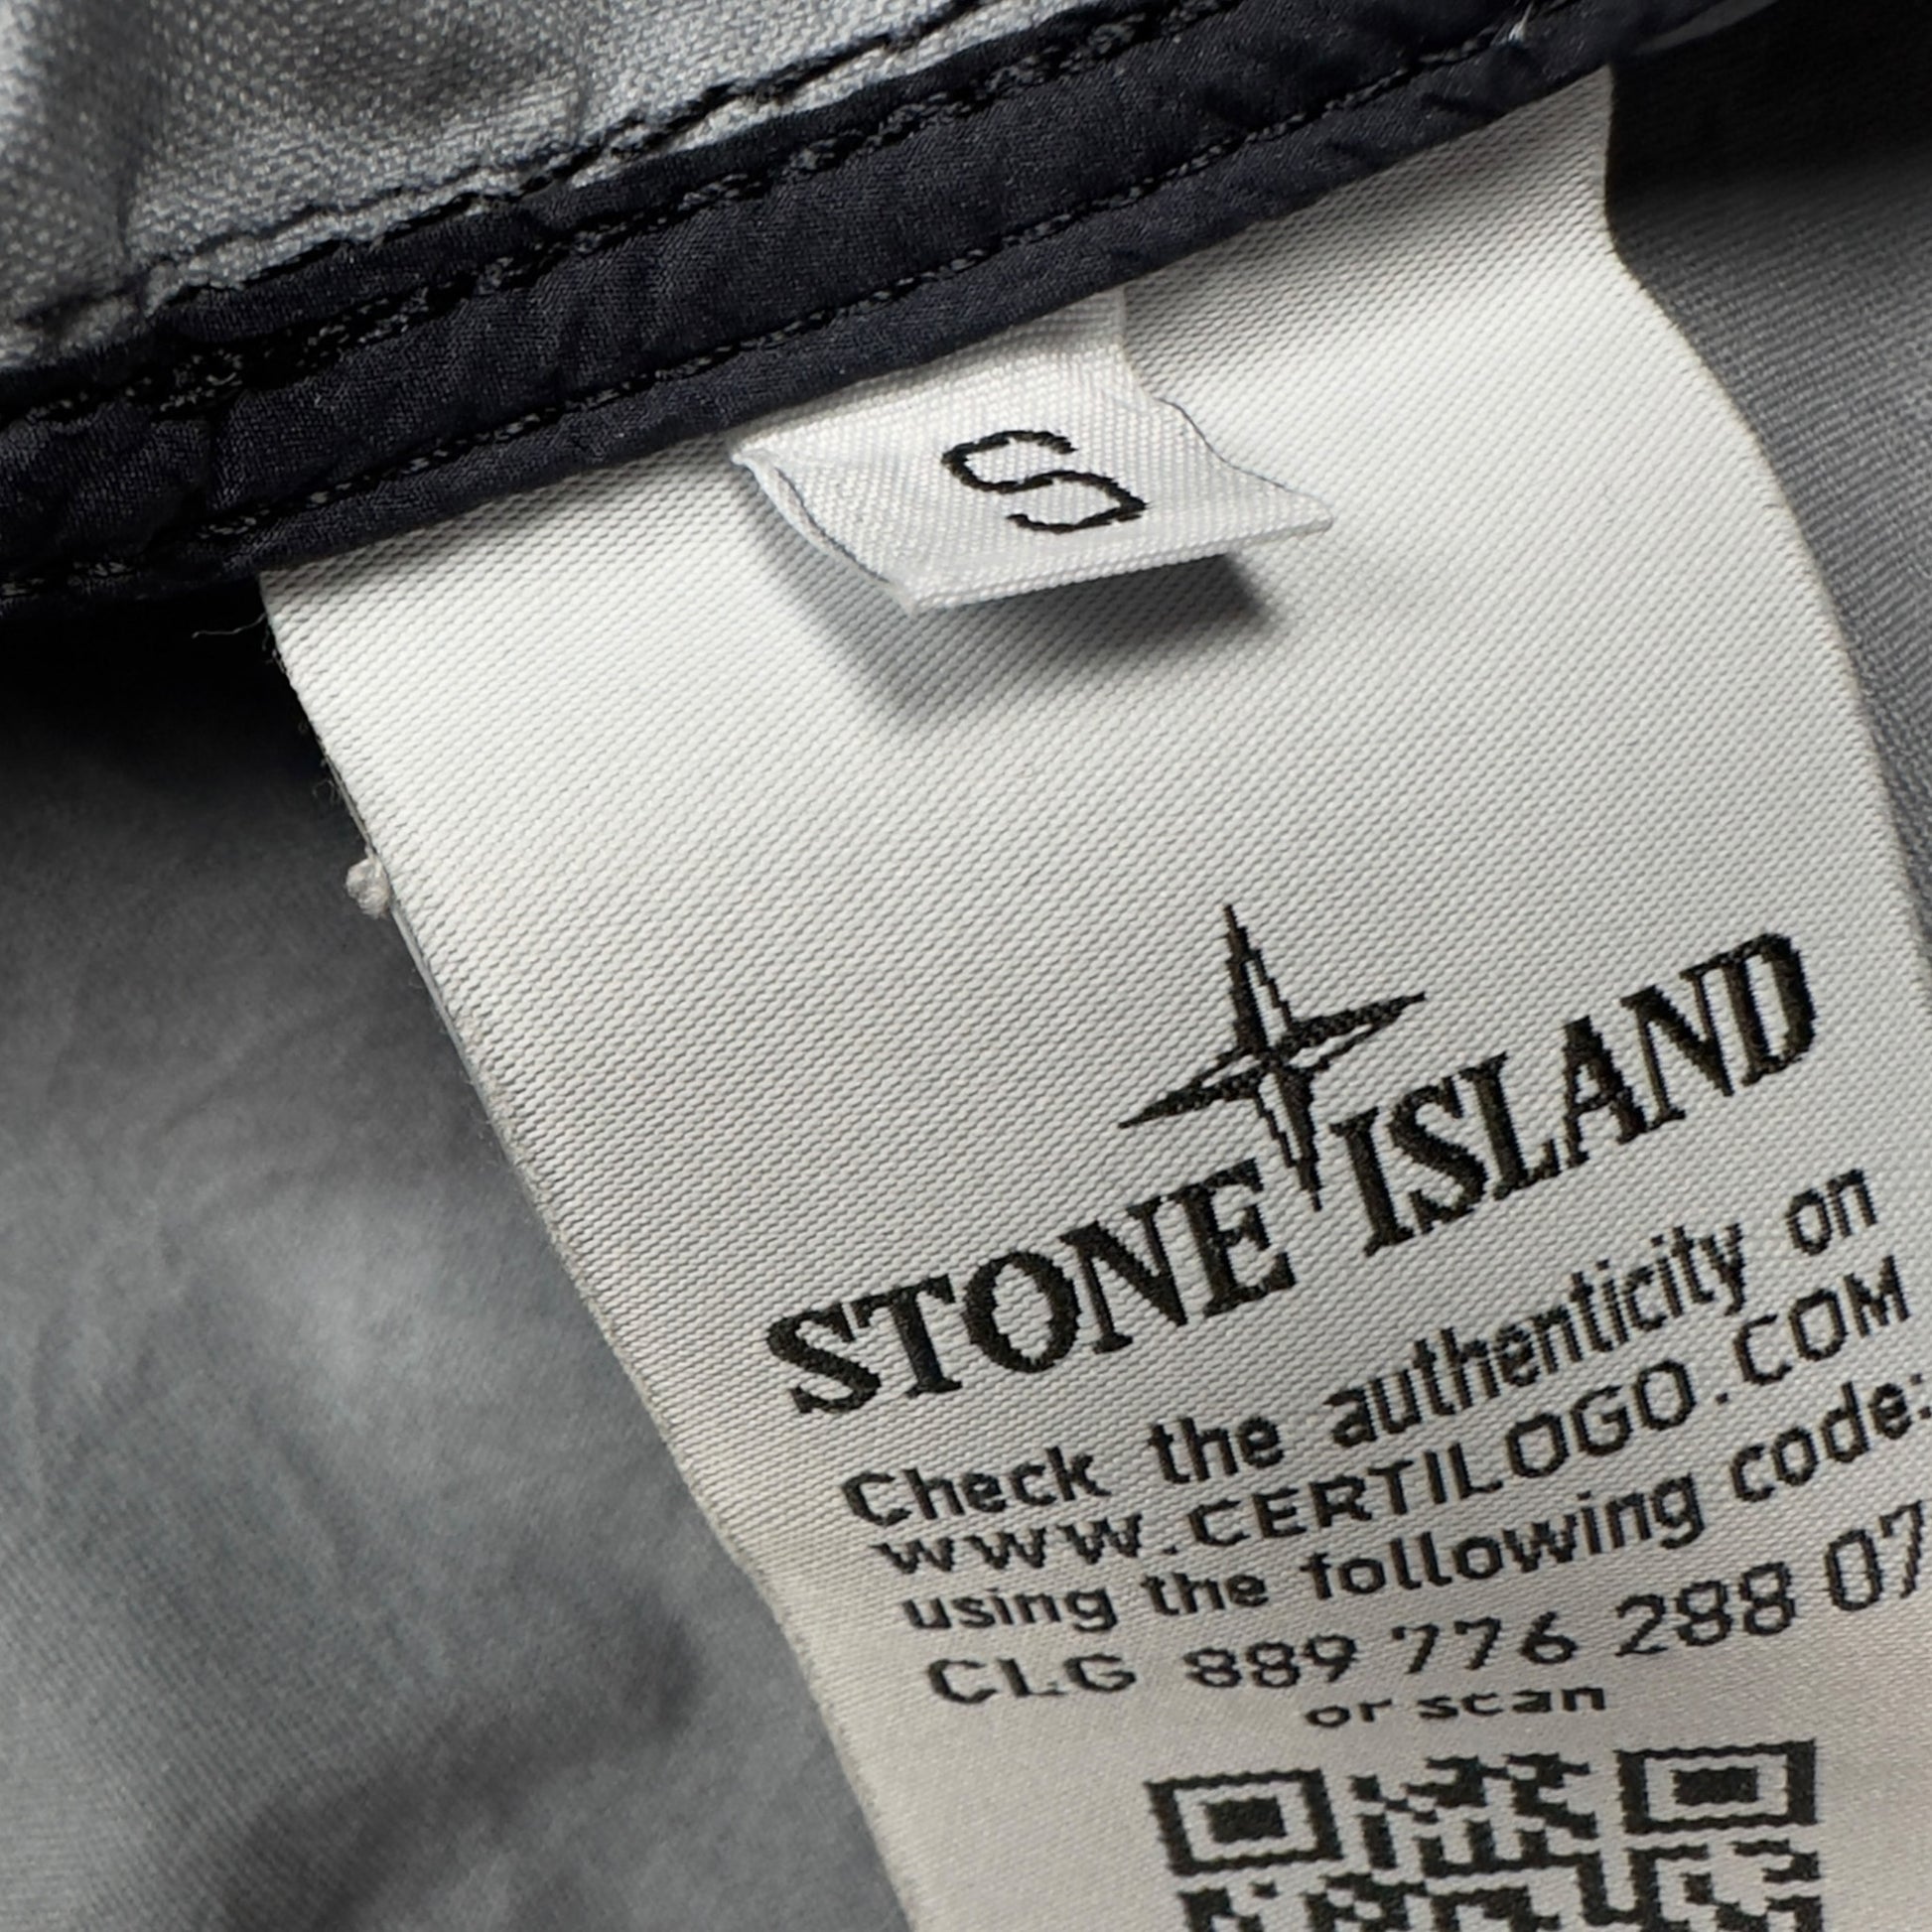 S
STONE ISLAND
Check the authenticity on
WWW.CERTILOGO.COM
using the following code:
CLG 889 776 288 07
or scan